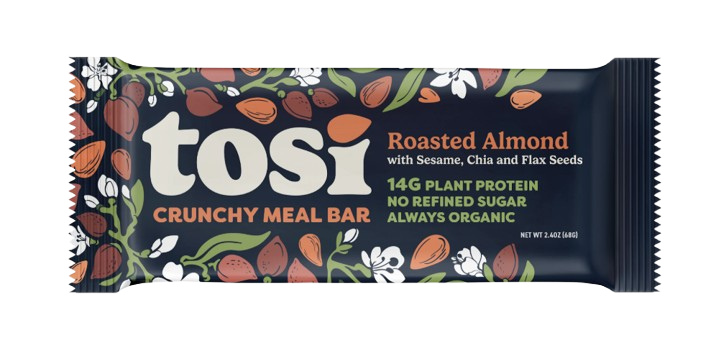 tosi
CRUNCHY MEAL BAR
Roasted Almond
with Sesame, Chia and Flax Seeds
14G PLANT PROTEIN
NO REFINED SUGAR
ALWAYS ORGANIC
NET WT 2.4OZ (68G)